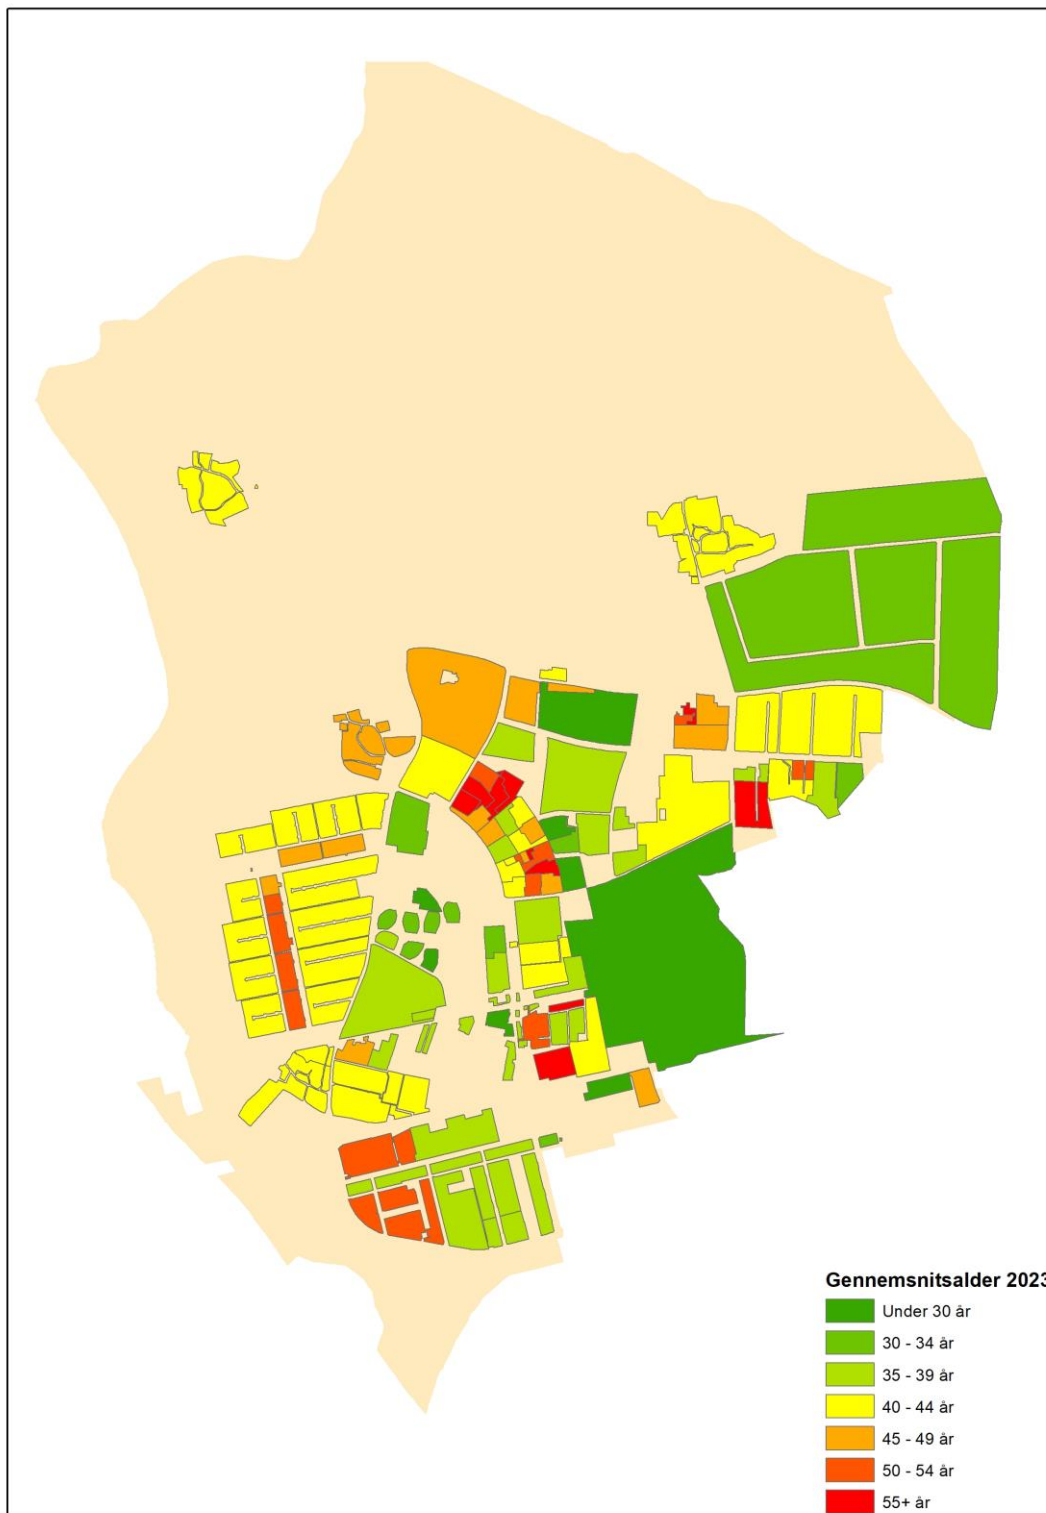 Gennemsnitsalder 2023
Under 30 år
30 - 34 år
35 - 39 år
40 - 44 år
45 - 49 år
50 - 54 år
55+ år